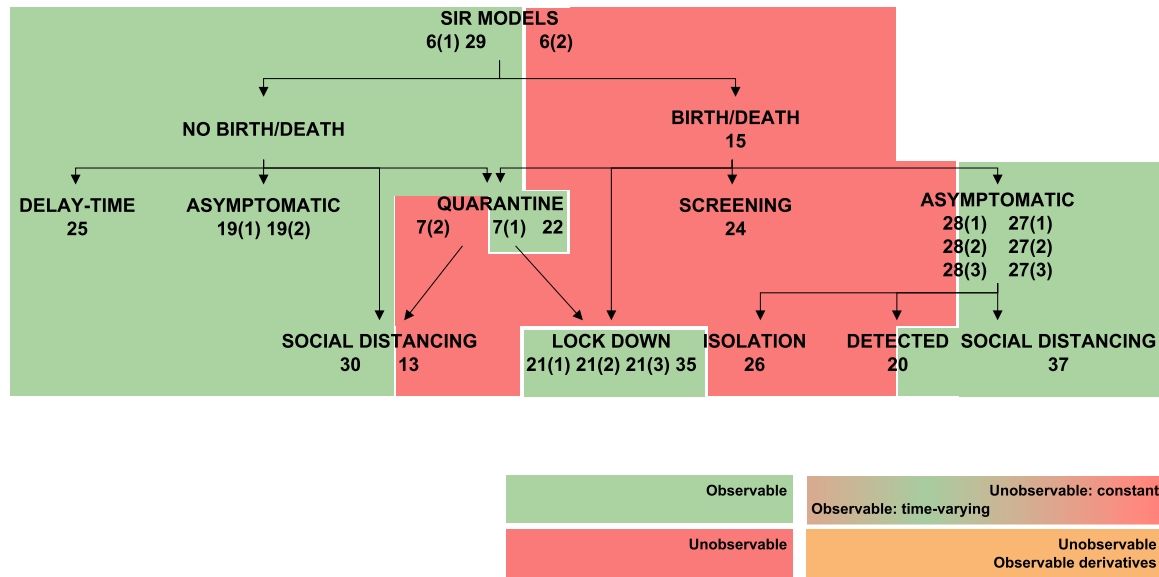 SIR MODELS
6(1) 29 6(2)
NO BIRTH/DEATH
BIRTH/DEATH
15
DELAY-TIME
25
ASYMPTOMATIC
19(1) 19(2)
QUARANTINE
7(2) 7(1) 22
SCREENING
24
ASYMPTOMATIC
28(1) 27(1)
28(2) 27(2)
28(3) 27(3)
SOCIAL DISTANCING
30 13
LOCK DOWN
21(1) 21(2) 21(3) 35
ISOLATION
26
DETECTED
20
SOCIAL DISTANCING
37
Observable
Unobservable: constant
Observable: time-varying
Unobservable
Unobservable
Observable derivatives